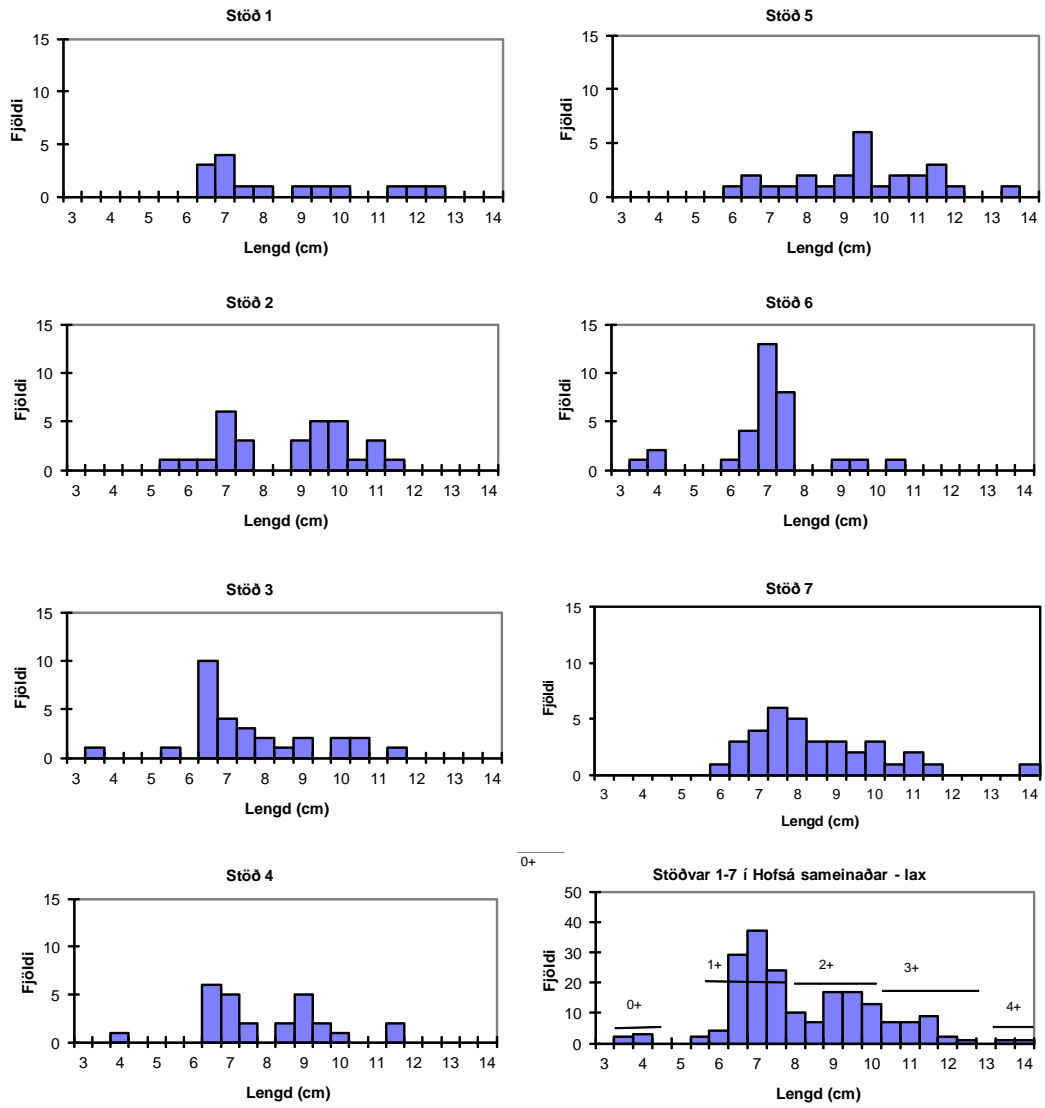 Stöð 1
15
10
5
0
Fjöldi
3 4 5 6 7 8 9 10 11 12 13 14
Lengd (cm)
Stöð 5
15
10
5
0
Fjöldi
3 4 5 6 7 8 9 10 11 12 13 14
Lengd (cm)
Stöð 2
15
10
5
0
Fjöldi
3 4 5 6 7 8 9 10 11 12 13 14
Lengd (cm)
Stöð 6
15
10
5
0
Fjöldi
3 4 5 6 7 8 9 10 11 12 13 14
Lengd (cm)
Stöð 3
15
10
5
0
Fjöldi
3 4 5 6 7 8 9 10 11 12 13 14
Lengd (cm)
Stöð 7
15
10
5
0
Fjöldi
3 4 5 6 7 8 9 10 11 12 13 14
Lengd (cm)
Stöð 4
15
10
5
0
Fjöldi
3 4 5 6 7 8 9 10 11 12 13 14
Lengd (cm)
0+
Stöðvar 1-7 í Hofsá sameinaðar - lax
50
40
30
20
10
0
Fjöldi
0+ 1+ 2+ 3+ 4+
3 4 5 6 7 8 9 10 11 12 13 14
Lengd (cm)